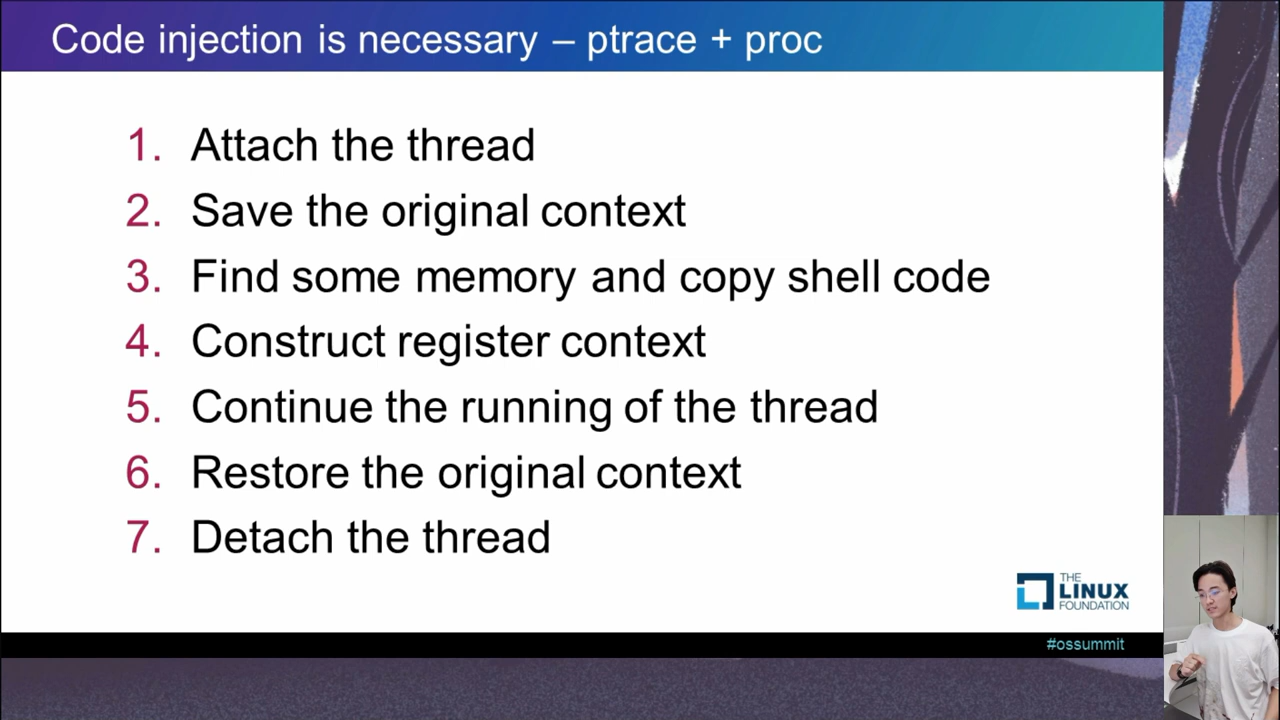 Code injection is necessary – ptrace + proc
1. Attach the thread
2. Save the original context
3. Find some memory and copy shell code
4. Construct register context
5. Continue the running of the thread
6. Restore the original context
7. Detach the thread
THE
LINUX
FOUNDATION
#ossummit